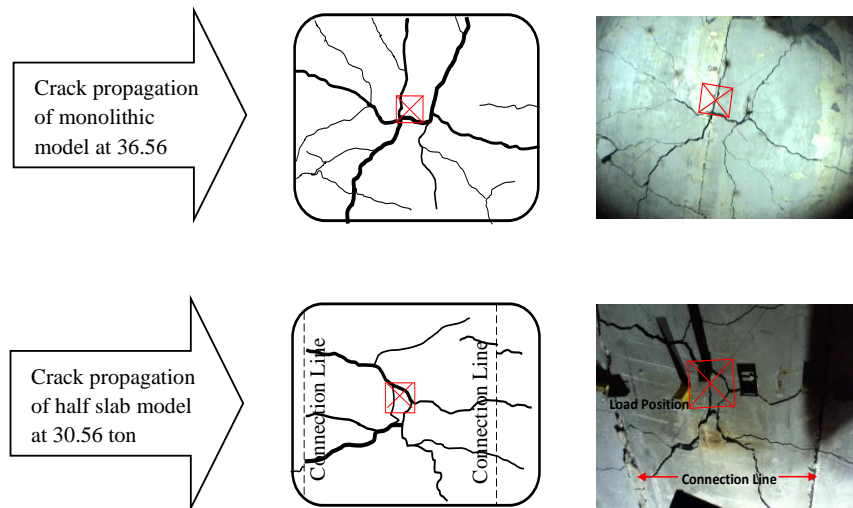 Crack propagation
of monolithic
model at 36.56
Crack propagation
of half slab model
at 30.56 ton
Connection Line
Connection Line
Load Position
Connection Line